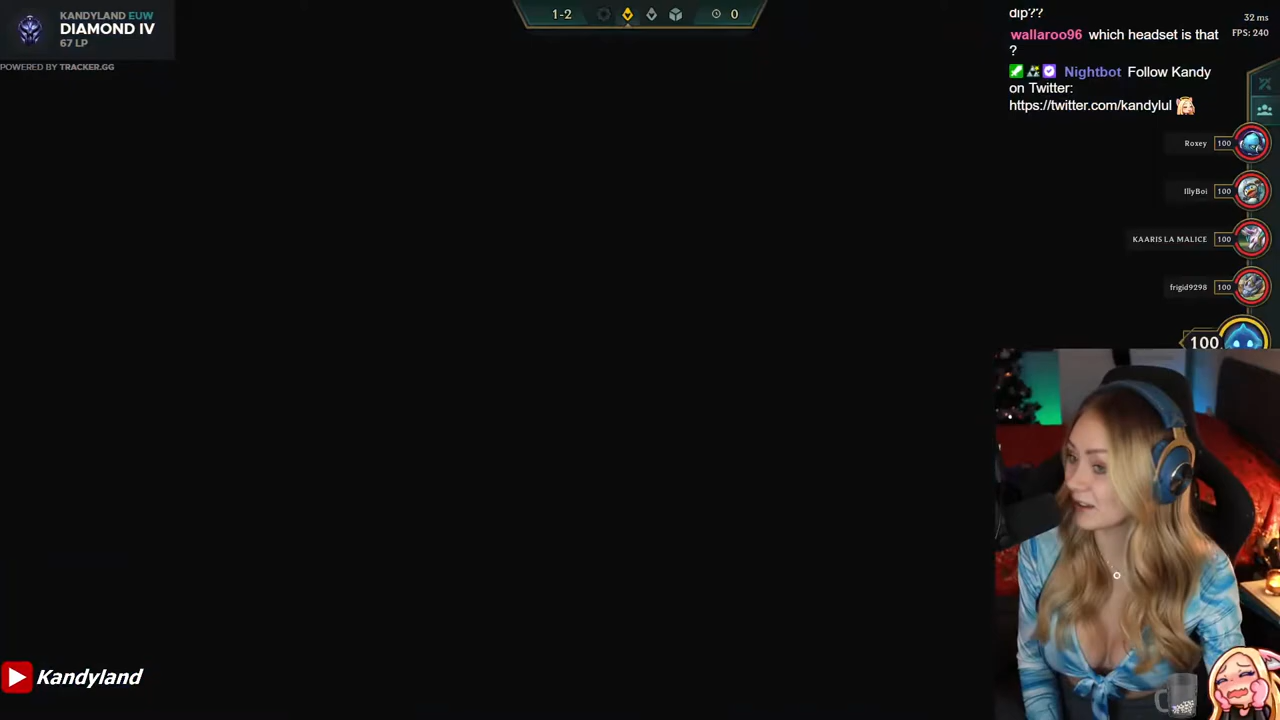 KANDYLAND EUW
DIAMOND IV
67 LP
POWERED BY TRACKER.GG
1-2
0
dip??
wallaroo96 which headset is that
?
Nightbot Follow Kandy
on Twitter:
https://twitter.com/kandylul
32 ms
FPS: 240
Roxey 100
IllyBoi 100
KAARIS LA MALICE 100
frigid9298 100
100
Kandyland